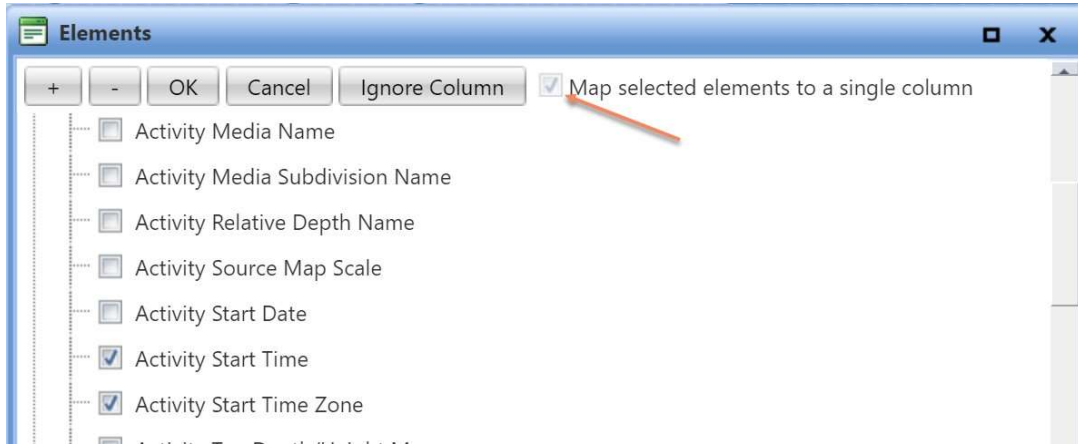 Elements
+ - OK Cancel Ignore Column Map selected elements to a single column
Activity Media Name
Activity Media Subdivision Name
Activity Relative Depth Name
Activity Source Map Scale
Activity Start Date
Activity Start Time
Activity Start Time Zone